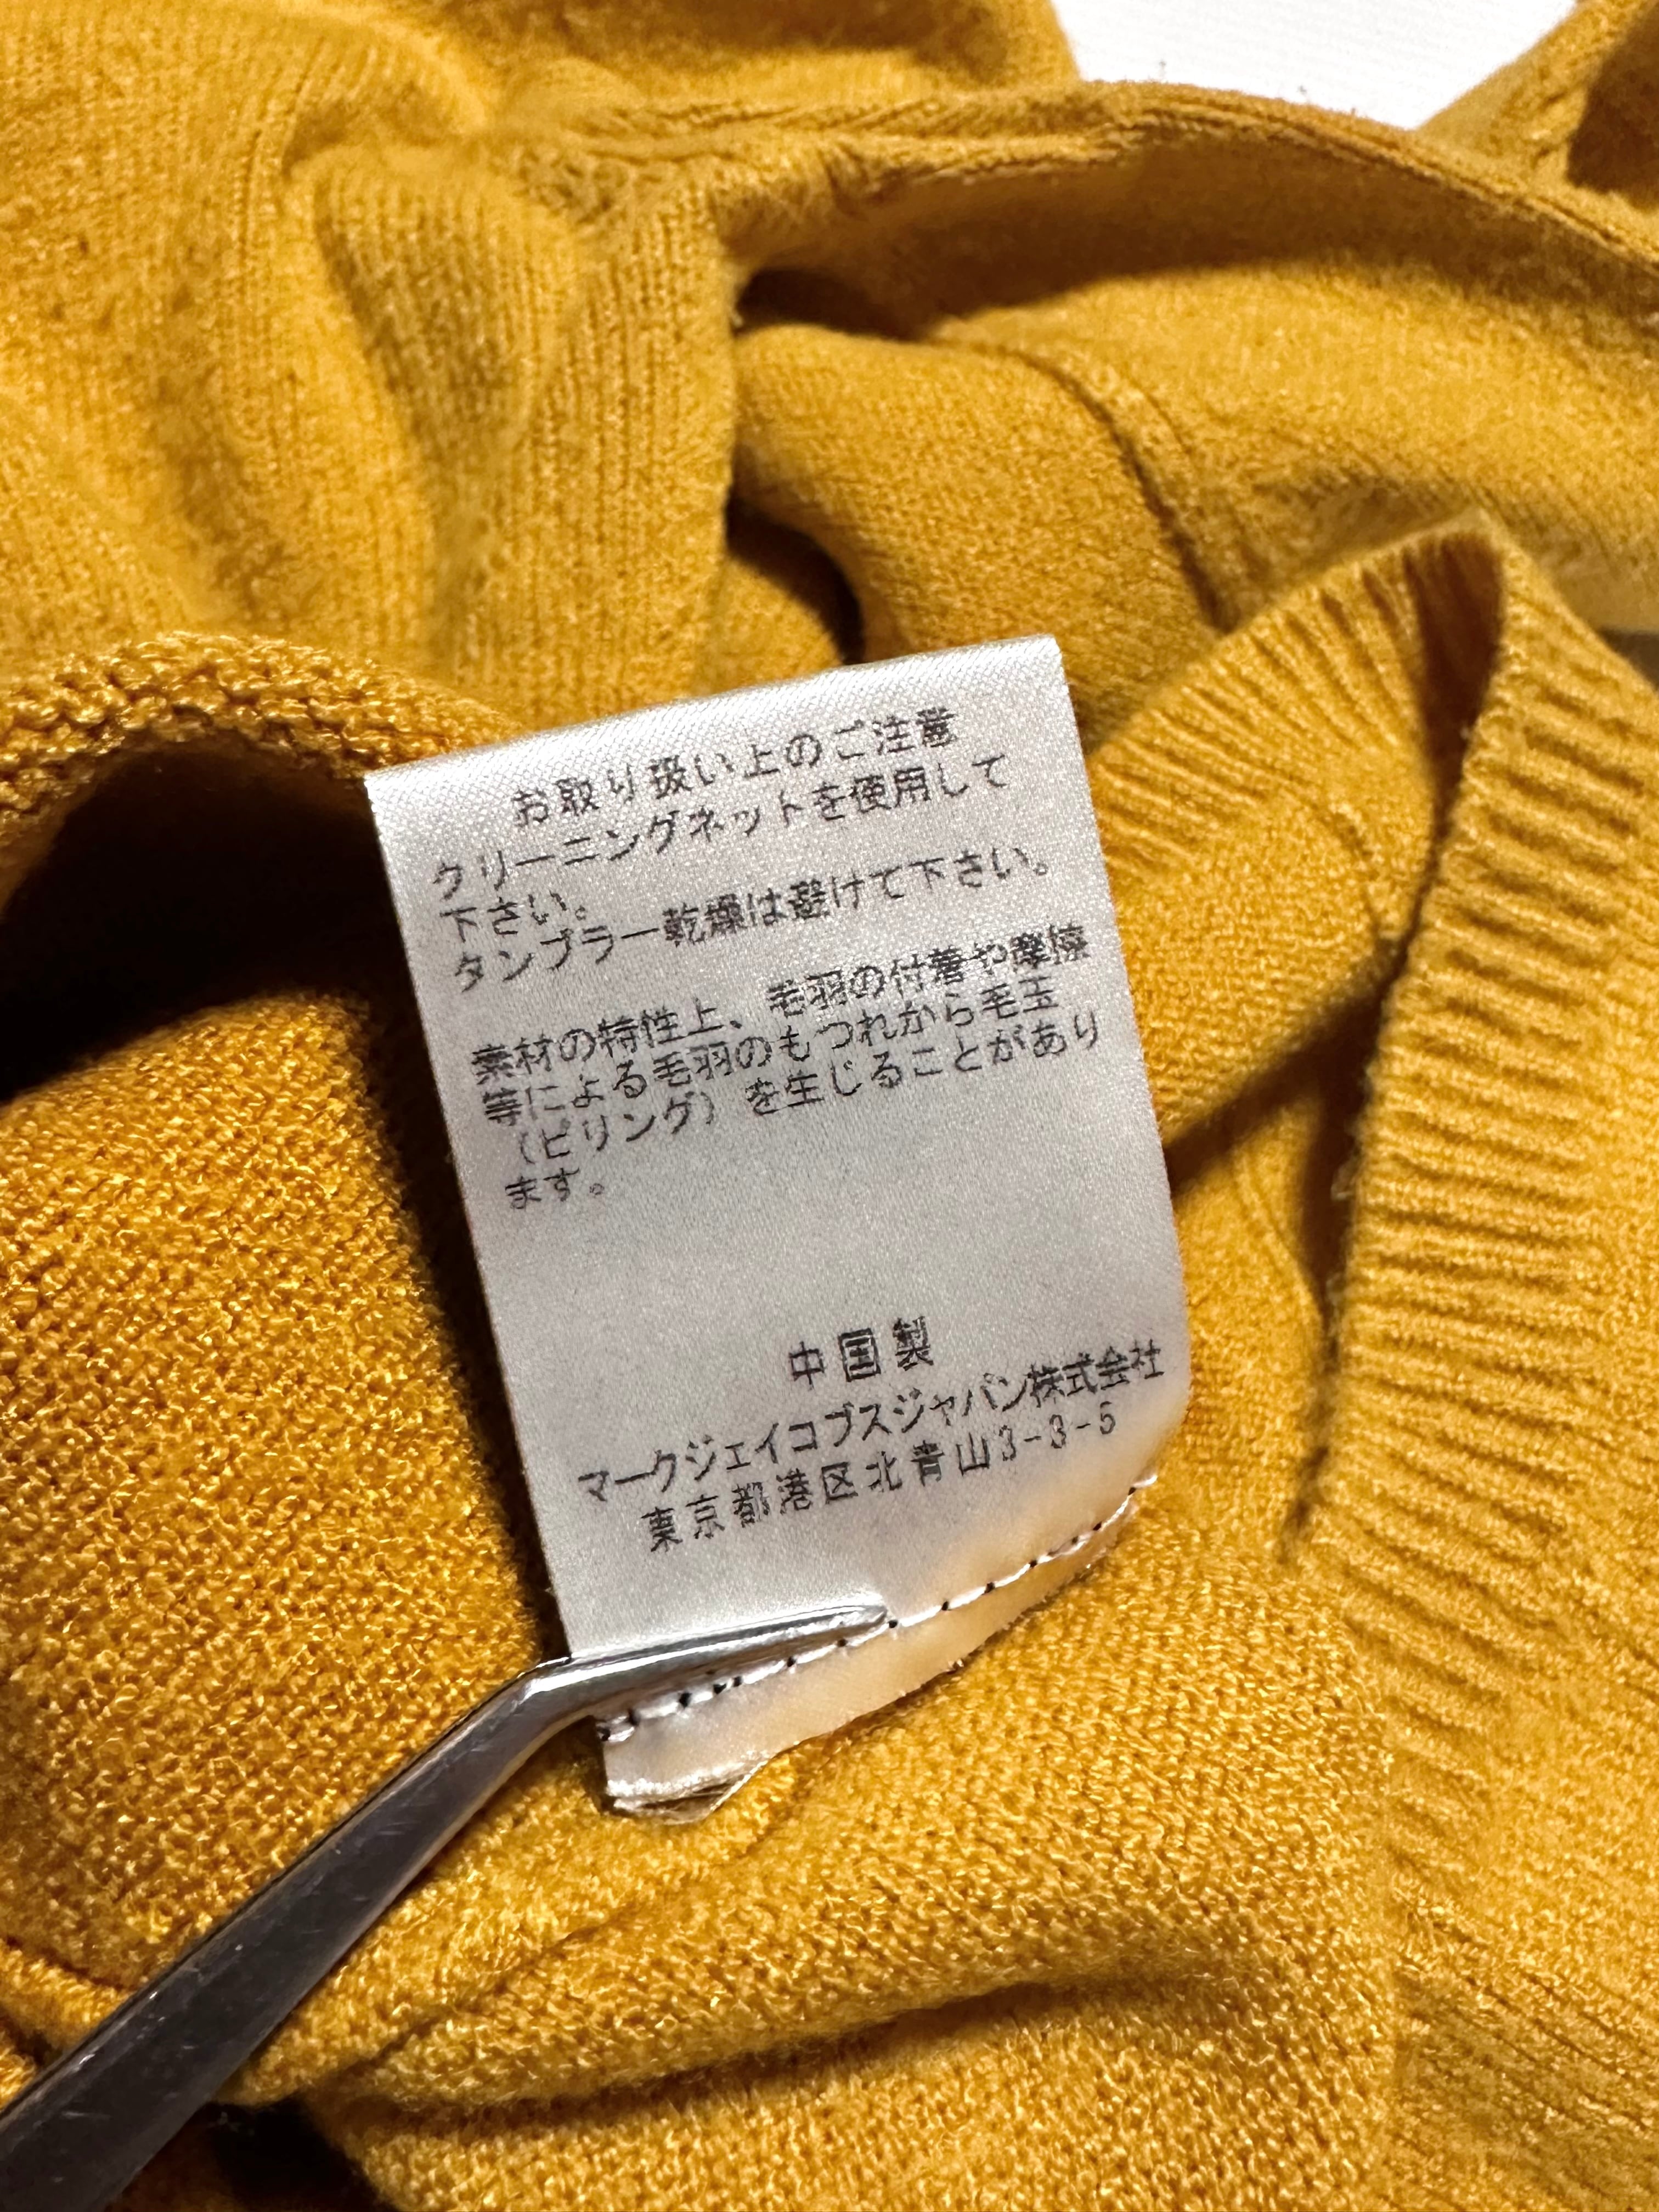 お取り扱い上のご注意
クリーニングネットを使用して
下さい。
タンブラー乾燥は避けて下さい。
素材の特性上、毛羽の付着や摩擦
等による毛羽のもつれから毛玉
(ピリング)を生じることがあり
ます。
中国製
マークジェイコブスジャパン株式会社
東京都港区北青山3-3-5